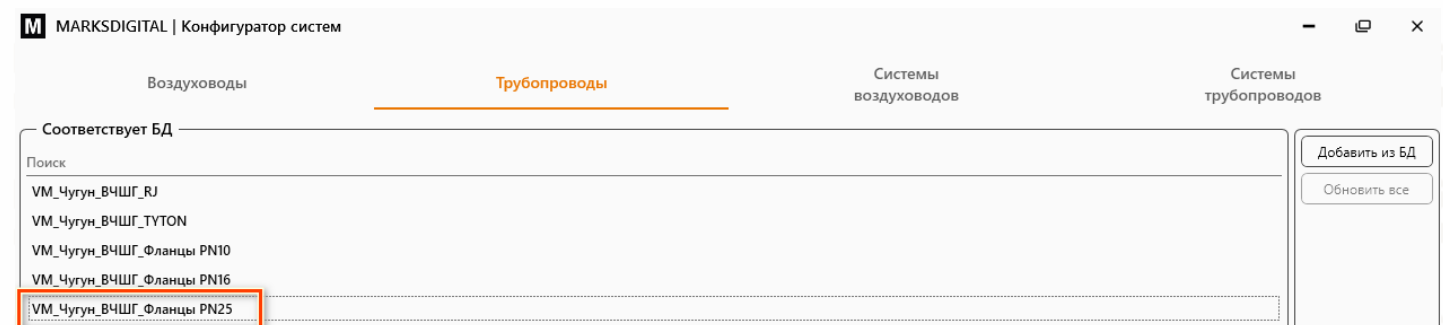 M MARKSDIGITAL | Конфигуратор систем
Воздуховоды
Трубопроводы
Системы
воздуховодов
Системы
трубопроводов
Соответствует БД
Поиск
VM_Чугун_ВЧШГ_RJ
VM_Чугун_ВЧШГ_TYTON
VM_Чугун_ВЧШГ_Фланцы PN10
VM_Чугун_ВЧШГ_Фланцы PN16
VM_Чугун_ВЧШГ_Фланцы PN25
Добавить из БД
Обновить все